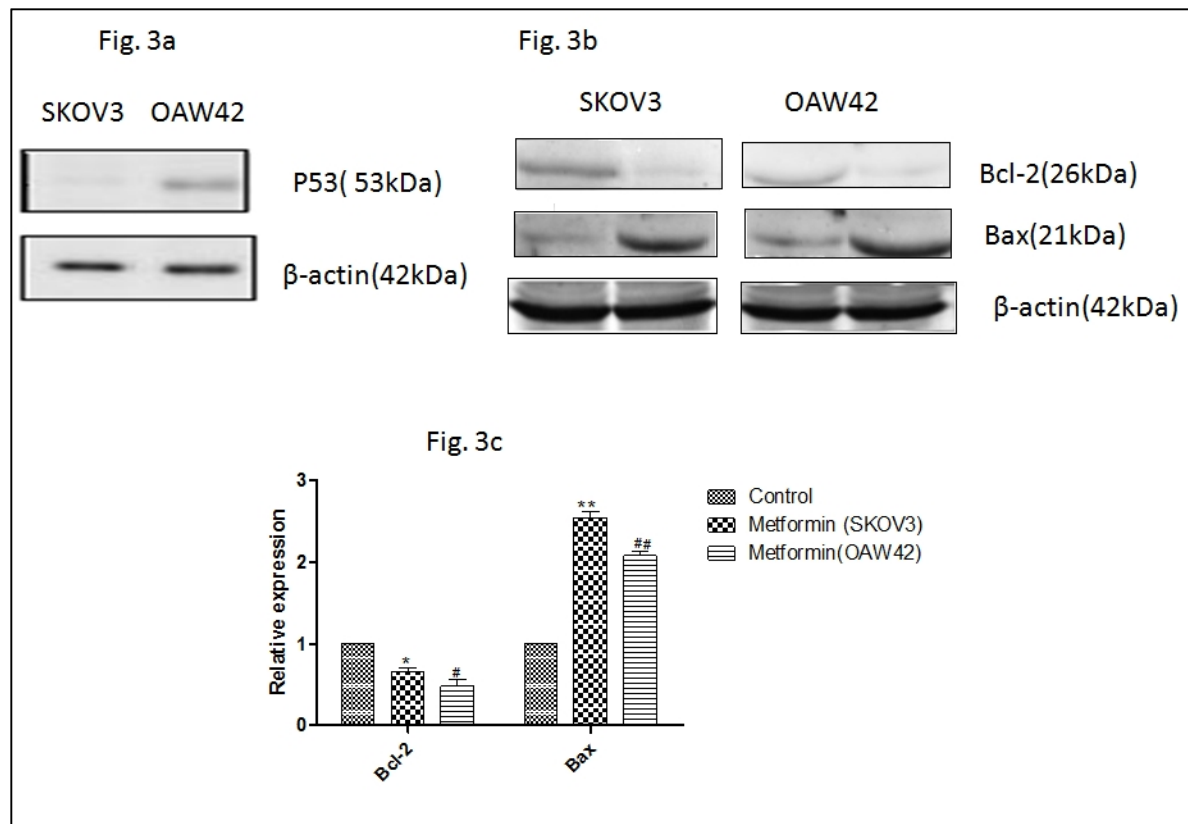 Fig. 3a
SKOV3 OAW42
P53( 53kDa)
β-actin(42kDa)
Fig. 3b
SKOV3 OAW42
Bcl-2(26kDa)
Bax(21kDa)
β-actin(42kDa)
Fig. 3c
Relative expression
3
2
1
0
*
#
**
##
Bcl-2
Bax
Control
Metformin (SKOV3)
Metformin(OAW42)